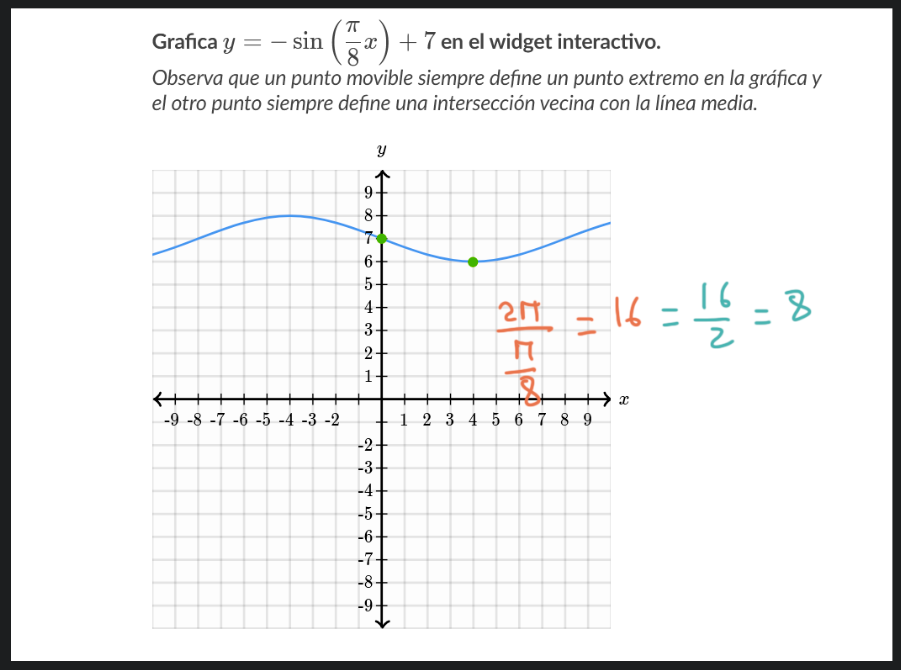 Grafica y = − sin (π/8 x) + 7 en el widget interactivo.
Observa que un punto movible siempre define un punto extremo en la gráfica y
el otro punto siempre define una intersección vecina con la línea media.
y
9
8
7
6
5
4
3
2
1
2π / (π/8) = 16 = 16/2 = 8
x
-9 -8 -7 -6 -5 -4 -3 -2 1 2 3 4 5 6 7 8 9
-2
-3
-4
-5
-6
-7
-8
-9